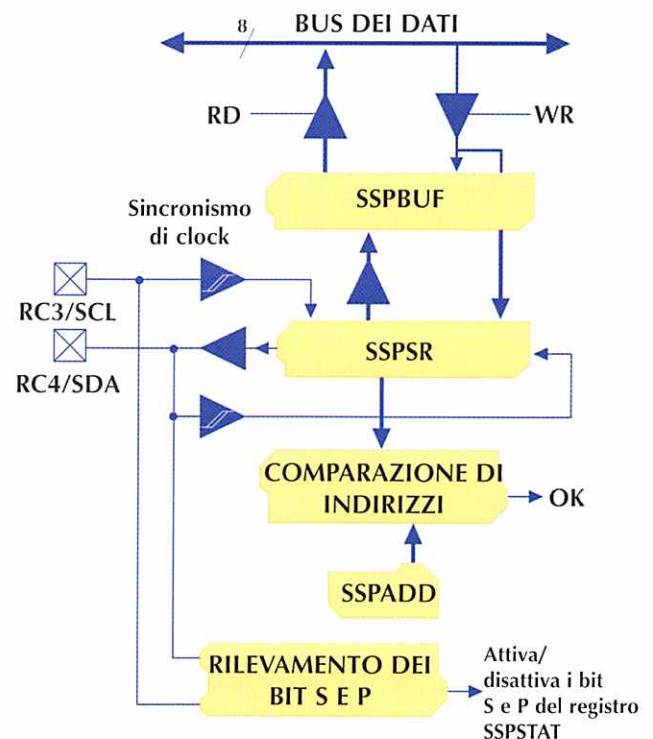 8
BUS DEI DATI
RD
WR
SSPBUF
Sincronismo
di clock
RC3/SCL
SSPSR
RC4/SDA
COMPARAZIONE DI
INDIRIZZI
OK
SSPADD
RILEVAMENTO DEI
BIT S E P
Attiva/
disattiva i bit
S e P del registro
SSPSTAT